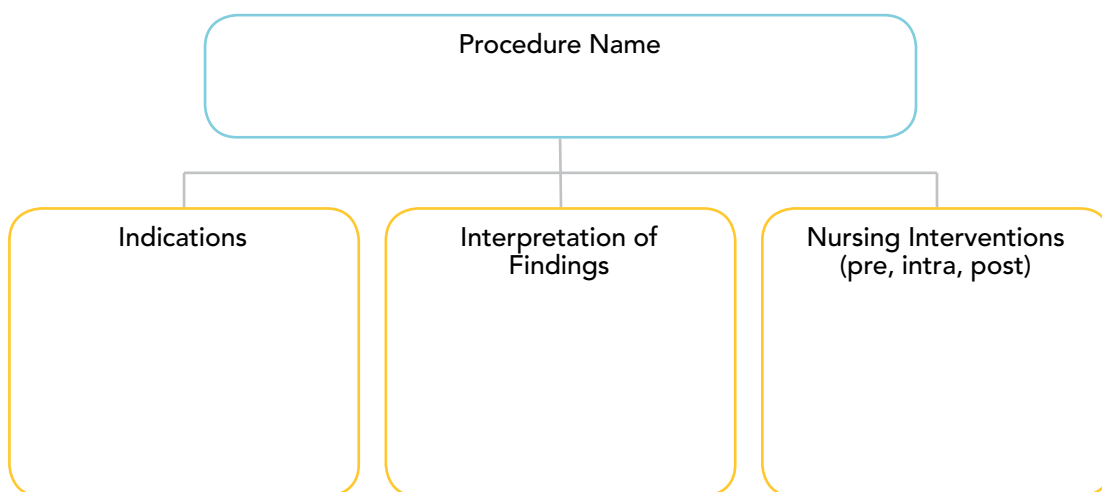 Procedure Name
Indications
Interpretation of
Findings
Nursing Interventions
(pre, intra, post)